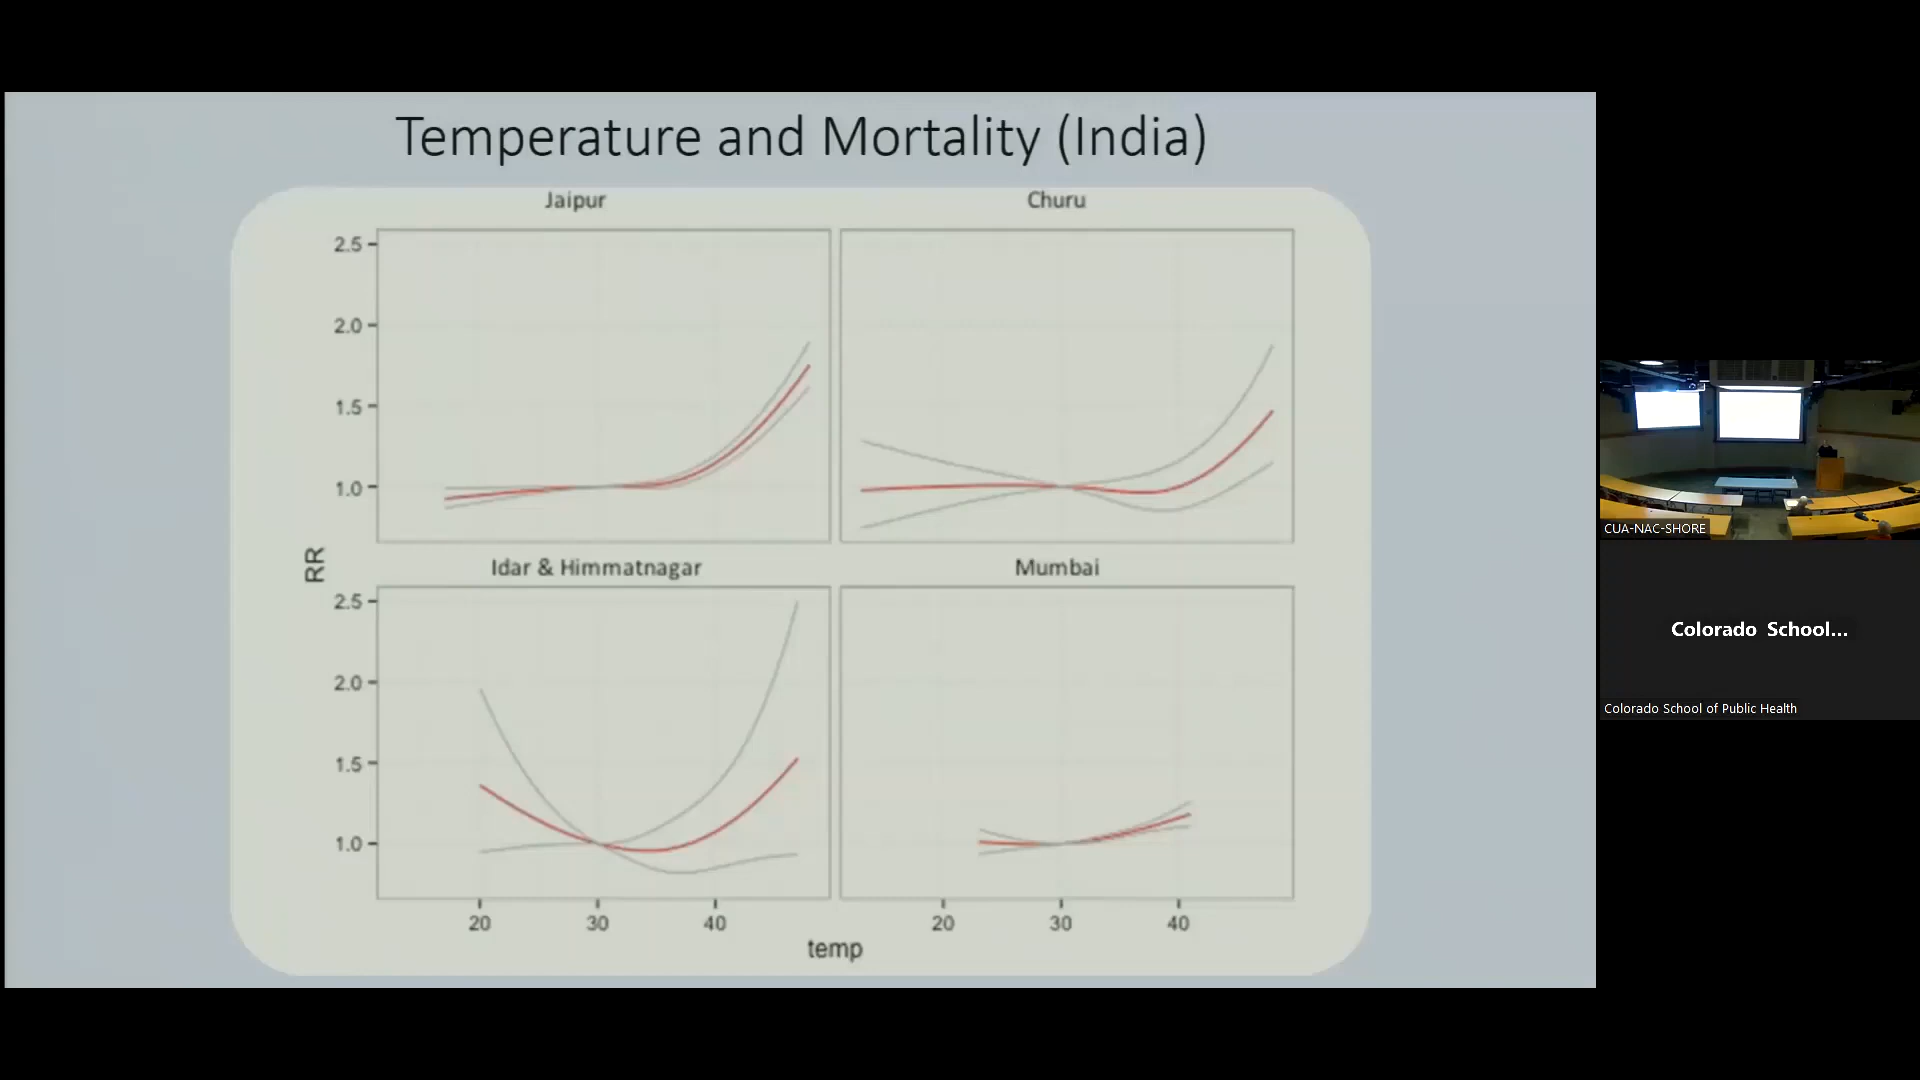 Temperature and Mortality (India)
Jaipur
Churu
2.5
2.0
1.5
1.0
RR
Idar & Himmatnagar
Mumbai
2.5
2.0
1.5
1.0
20 30 40 20 30 40
temp
CUA-NAC-SHORE
Colorado School...
Colorado School of Public Health